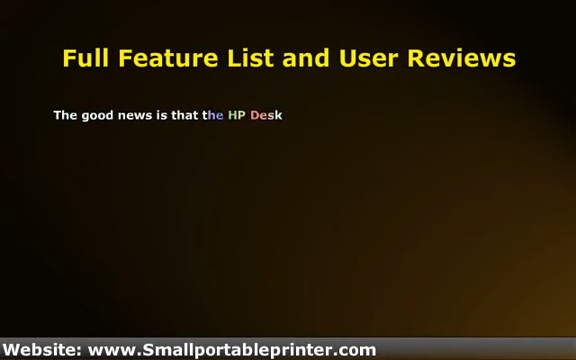 Full Feature List and User Reviews
The good news is that the HP Desk
Website: www.Smallportableprinter.com